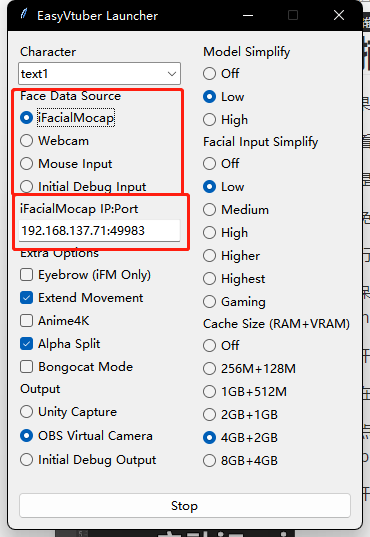 EasyVtuber Launcher
Character
text1
Face Data Source
iFacialMocap
Webcam
Mouse Input
Initial Debug Input
iFacialMocap IP:Port
192.168.137.71:49983
Extra Options
Eyebrow (iFM Only)
Extend Movement
Anime4K
Alpha Split
Bongocat Mode
Output
Unity Capture
OBS Virtual Camera
Initial Debug Output
Model Simplify
Off
Low
High
Facial Input Simplify
Off
Low
Medium
High
Higher
Highest
Gaming
Cache Size (RAM+VRAM)
Off
256M+128M
1GB+512M
2GB+1GB
4GB+2GB
8GB+4GB
Stop